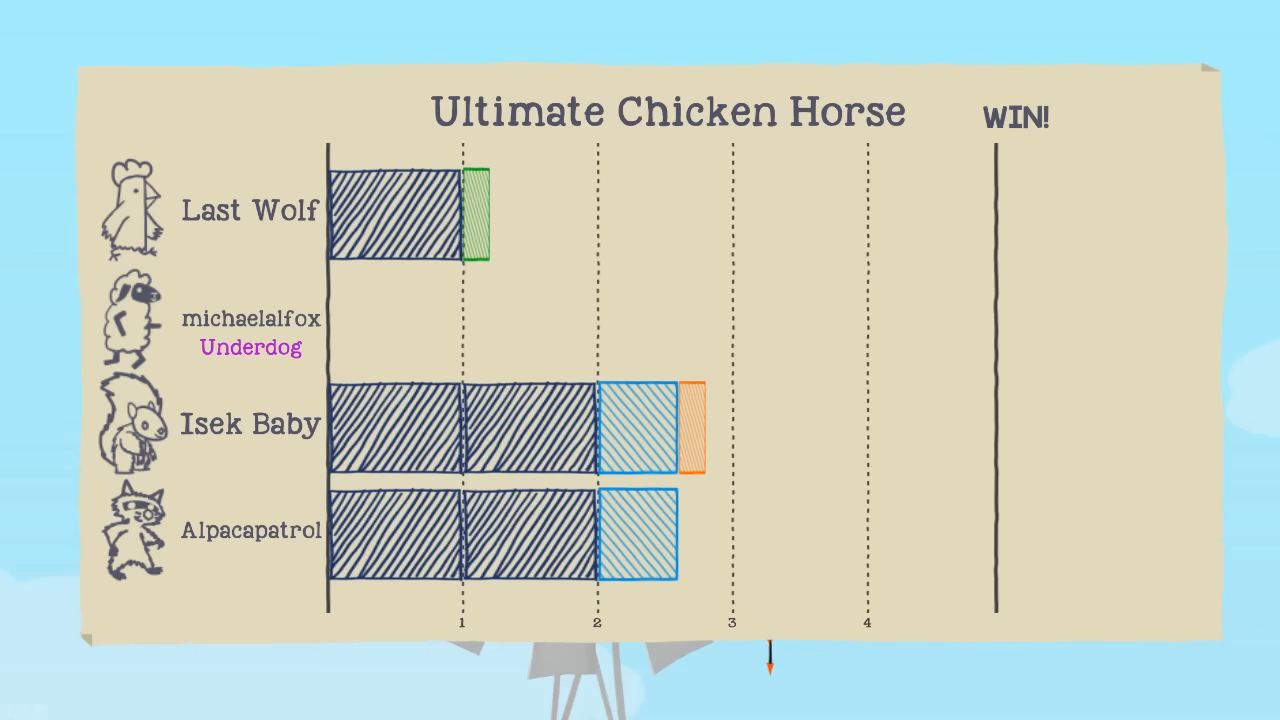 Ultimate Chicken Horse
WIN!
Last Wolf
michaelalfox
Underdog
Isek Baby
Alpacapatrol
1 2 3 4